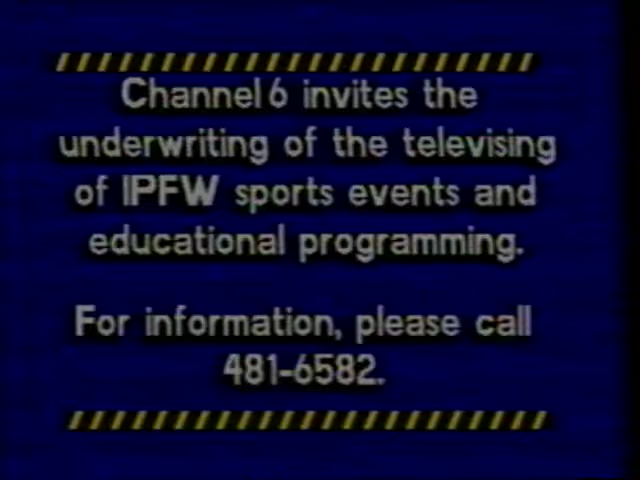 Channel 6 invites the
underwriting of the televising
of IPFW sports events and
educational programming.
For information, please call
481-6582.